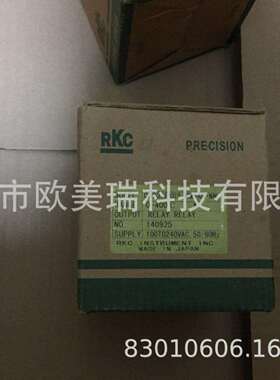 RKC PRECISION
市欧美瑞科技有限
OUTPUT RELAY RELAY
NO. 14D925
SUPPLY 100TO240VAC, 50/60Hz
RKC INSTRUMENT INC.
MADE IN JAPAN
83010606.16